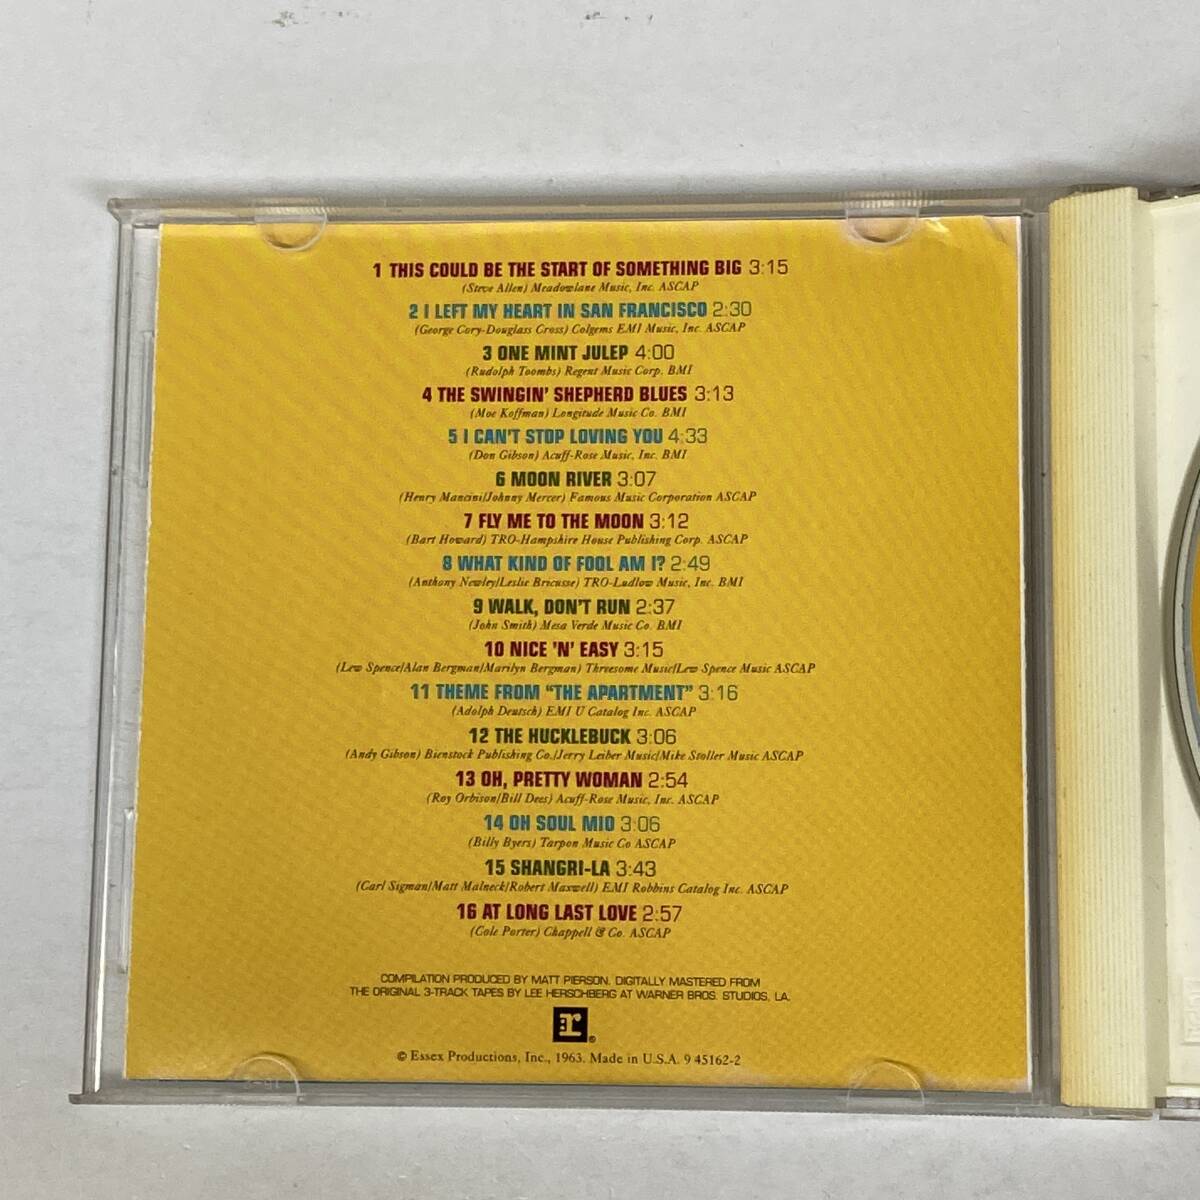 1 THIS COULD BE THE START OF SOMETHING BIG 3:15
(Steve Allen) Meadowlane Music, Inc. ASCAP
2 I LEFT MY HEART IN SAN FRANCISCO 2:30
(George Cory-Douglass Cross) Colgems EMI Music, Inc. ASCAP
3 ONE MINT JULEP 4:00
(Rudolph Toombs) Regent Music Corp. BMI
4 THE SWINGIN' SHEPHERD BLUES 3:13
(Moe Koffman) Longitude Music Co. BMI
5 I CAN'T STOP LOVING YOU 4:33
(Don Gibson) Acuff-Rose Music, Inc. BMI
6 MOON RIVER 3:07
(Henry Mancini/Johnny Mercer) Famous Music Corporation ASCAP
7 FLY ME TO THE MOON 3:12
(Bart Howard) TRO-Hampshire House Publishing Corp. ASCAP
8 WHAT KIND OF FOOL AM I? 2:49
(Anthony Newley/Leslie Bricusse) TRO-Ludlow Music, Inc. BMI
9 WALK, DON'T RUN 2:37
(John Smith) Mesa Verde Music Co. BMI
10 NICE 'N' EASY 3:15
(Lew Spence/Alan Bergman/Marilyn Bergman) Threesome Music/Lew Spence Music ASCAP
11 THEME FROM "THE APARTMENT" 3:16
(Adolph Deutsch) EMI U Catalog Inc. ASCAP
12 THE HUCKLEBUCK 3:06
(Andy Gibson) Bienstock Publishing Co./Jerry Leiber Music/Mike Stoller Music ASCAP
13 OH, PRETTY WOMAN 2:54
(Roy Orbison/Bill Dees) Acuff-Rose Music, Inc. ASCAP
14 OH SOUL MIO 3:06
(Billy Byers) Tarpon Music Co ASCAP
15 SHANGRI-LA 3:43
(Carl Sigman/Matt Malneck/Robert Maxwell) EMI Robbins Catalog Inc. ASCAP
16 AT LONG LAST LOVE 2:57
(Cole Porter) Chappell & Co. ASCAP
COMPILATION PRODUCED BY MATT PIERSON. DIGITALLY MASTERED FROM
THE ORIGINAL 3-TRACK TAPES BY LEE HERSCHBERG AT WARNER BROS. STUDIOS, LA.
r ®
© Essex Productions, Inc., 1963. Made in U.S.A. 9 45162-2